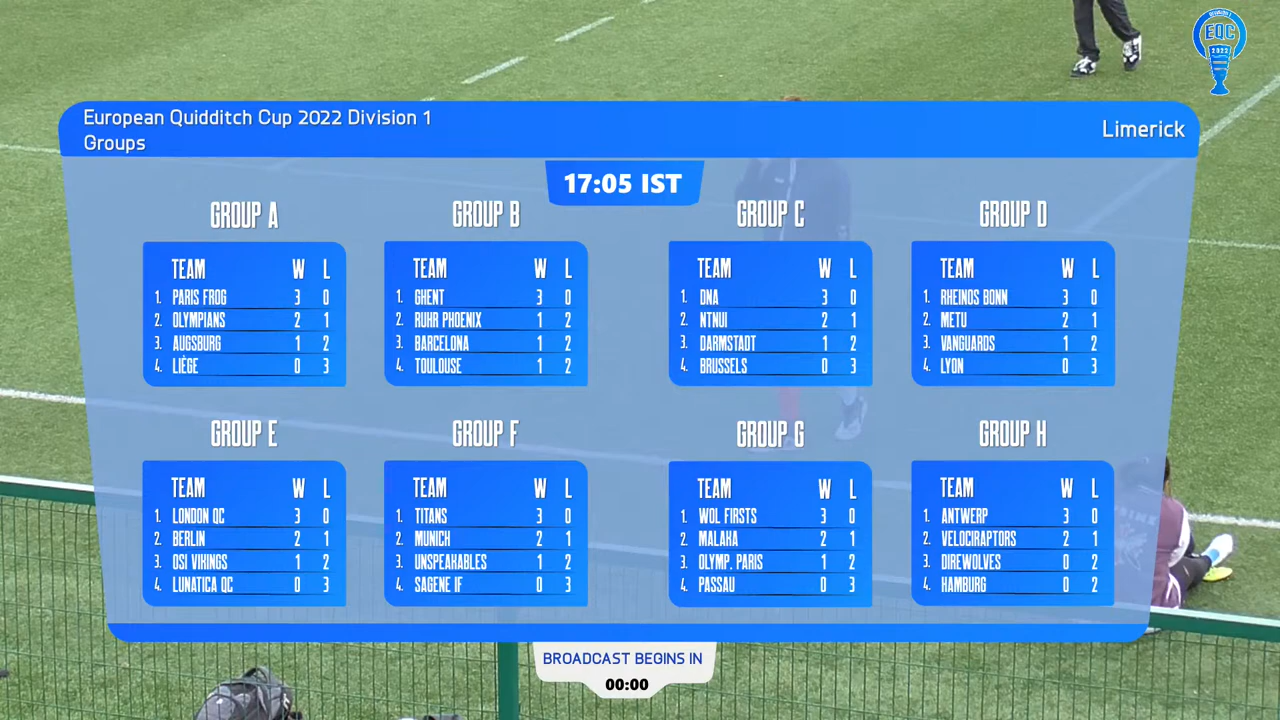 DIVISION 1
EQC
2022
European Quidditch Cup 2022 Division 1
Groups
Limerick
17:05 IST
GROUP A
TEAM W L
1. PARIS FROG 3 0
2. OLYMPIANS 2 1
3. AUGSBURG 1 2
4. LIÈGE 0 3
GROUP B
TEAM W L
1. GHENT 3 0
2. RUHR PHOENIX 1 2
3. BARCELONA 1 2
4. TOULOUSE 1 2
GROUP C
TEAM W L
1. DNA 3 0
2. NTNUI 2 1
3. DARMSTADT 1 2
4. BRUSSELS 0 3
GROUP D
TEAM W L
1. RHEINOS BONN 3 0
2. METU 2 1
3. VANGUARDS 1 2
4. LYON 0 3
GROUP E
TEAM W L
1. LONDON QC 3 0
2. BERLIN 2 1
3. OSI VIKINGS 1 2
4. LUNATICA QC 0 3
GROUP F
TEAM W L
1. TITANS 3 0
2. MUNICH 2 1
3. UNSPEAKABLES 1 2
4. SAGENE IF 0 3
GROUP G
TEAM W L
1. WOL FIRSTS 3 0
2. MALAKA 2 1
3. OLYMP. PARIS 1 2
4. PASSAU 0 3
GROUP H
TEAM W L
1. ANTWERP 3 0
2. VELOCIRAPTORS 2 1
3. DIREWOLVES 0 2
4. HAMBURG 0 2
BROADCAST BEGINS IN
00:00